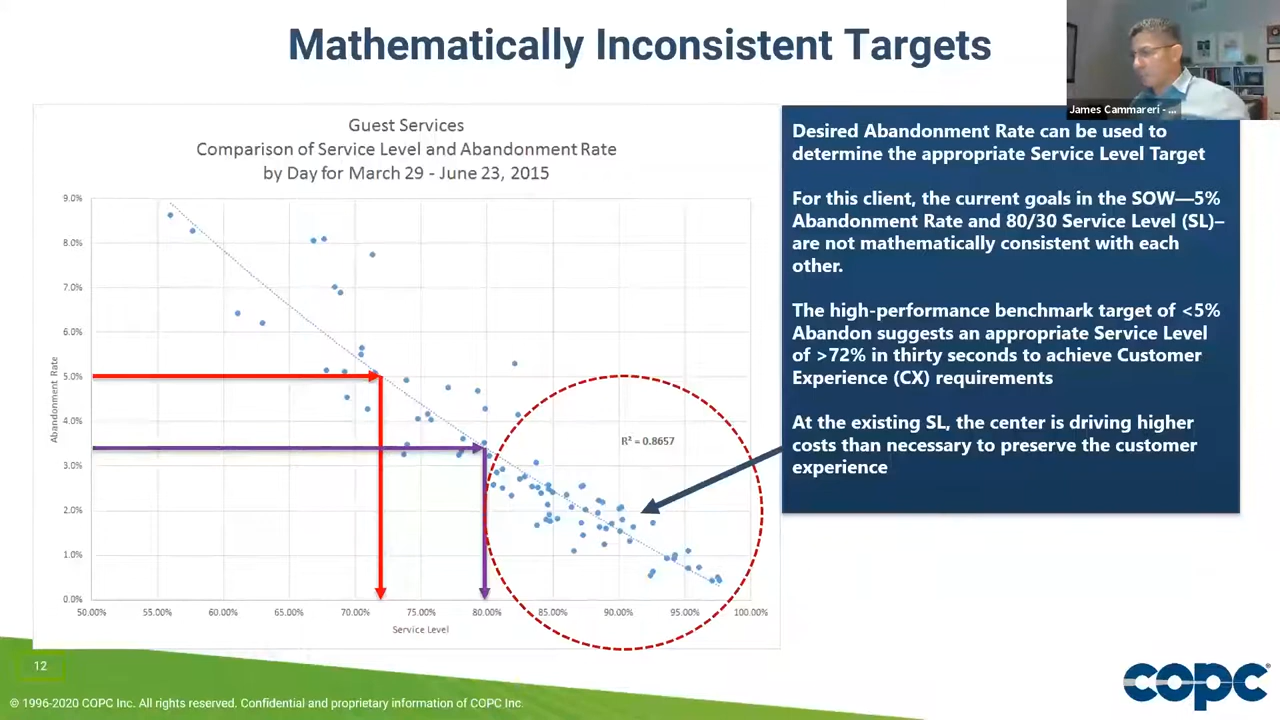 Mathematically Inconsistent Targets
James Cammareri - ...
Guest Services
Comparison of Service Level and Abandonment Rate
by Day for March 29 - June 23, 2015
9.0%
8.0%
7.0%
6.0%
5.0%
4.0%
3.0%
2.0%
1.0%
0.0%
Abandonment Rate
R² = 0.8657
50.00% 55.00% 60.00% 65.00% 70.00% 75.00% 80.00% 85.00% 90.00% 95.00% 100.00%
Service Level
Desired Abandonment Rate can be used to
determine the appropriate Service Level Target
For this client, the current goals in the SOW—5%
Abandonment Rate and 80/30 Service Level (SL)–
are not mathematically consistent with each
other.
The high-performance benchmark target of <5%
Abandon suggests an appropriate Service Level
of >72% in thirty seconds to achieve Customer
Experience (CX) requirements
At the existing SL, the center is driving higher
costs than necessary to preserve the customer
experience
12
© 1996-2020 COPC Inc. All rights reserved. Confidential and proprietary information of COPC Inc.
copc®